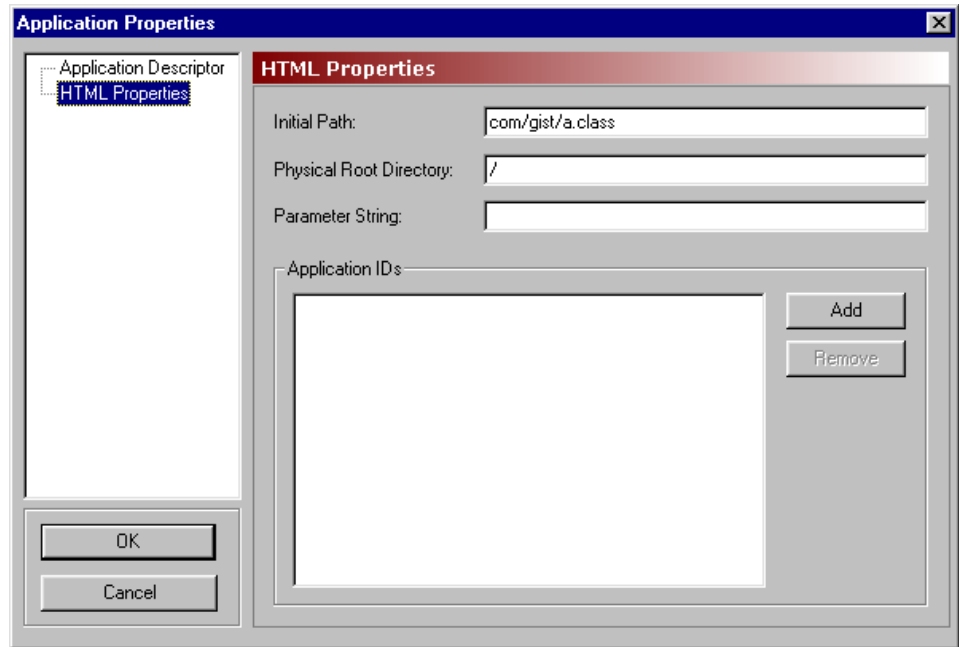 Application Properties
Application Descriptor
HTML Properties
HTML Properties
Initial Path: com/gist/a.class
Physical Root Directory: /
Parameter String:
Application IDs
Add
Remove
OK
Cancel